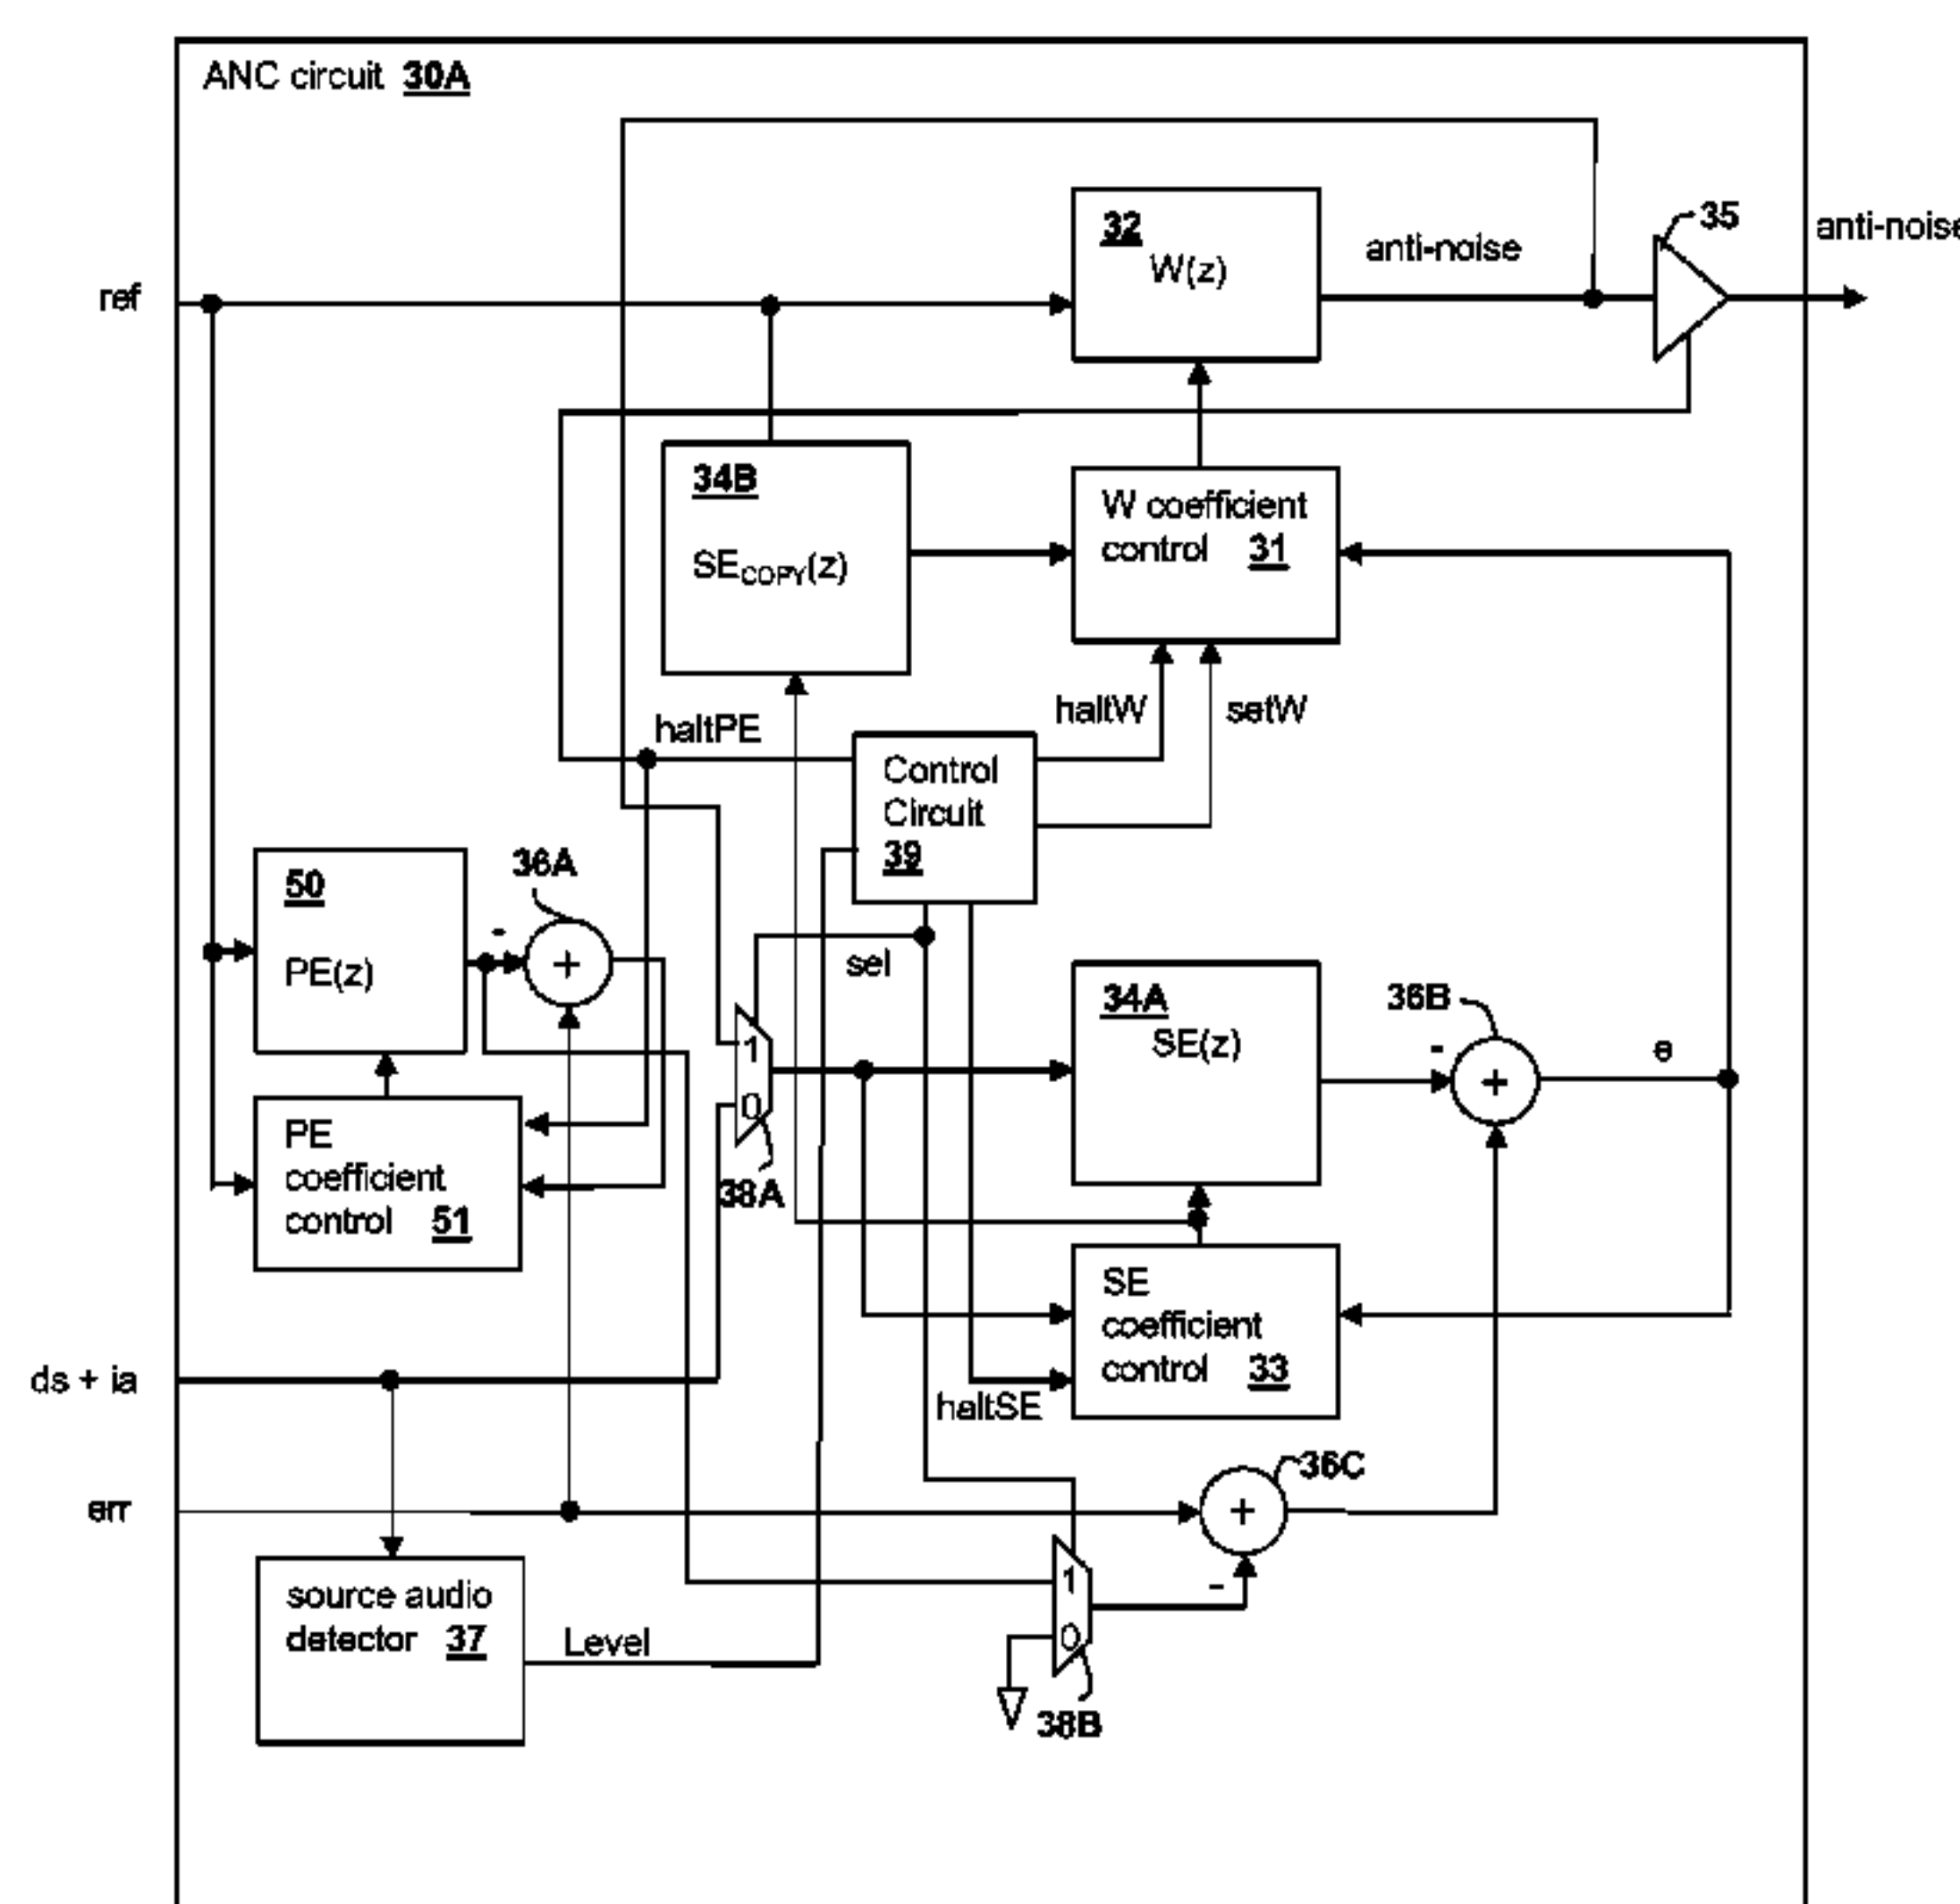 ANC circuit 30A
35
anti-nois
32
W(z)
anti-noise
ref
34B
SECOPY(z)
W coefficient
control 31
haltPE
haltW
setW
Control
Circuit
39
36A
50
PE(z)
-
+
sel
34A
SE(z)
36B
-
+
e
1
0
38A
PE
coefficient
control 51
SE
coefficient
control 33
ds + ia
haltSE
36C
err
+
-
source audio
detector 37
Level
1
0
38B